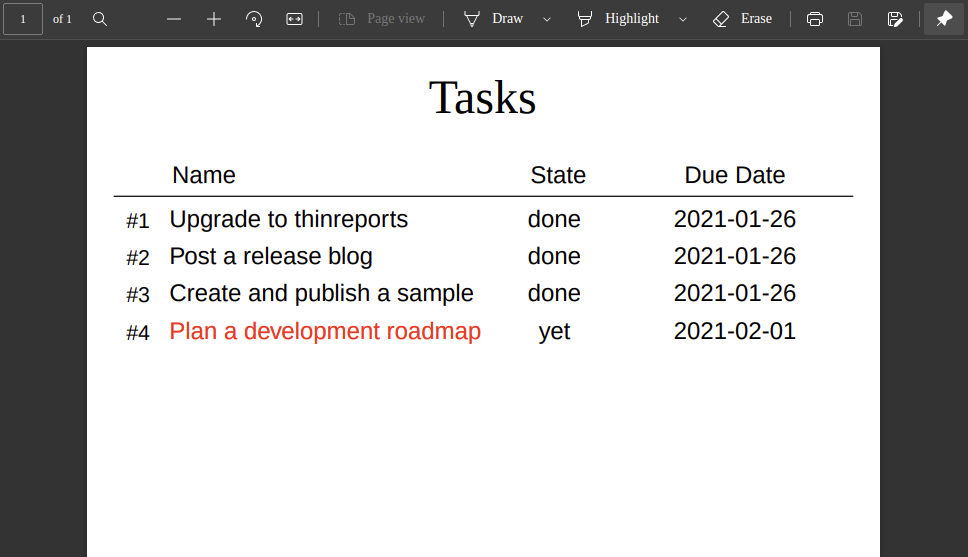 1 of 1 Page view Draw Highlight Erase
Tasks
Name State Due Date
#1 Upgrade to thinreports done 2021-01-26
#2 Post a release blog done 2021-01-26
#3 Create and publish a sample done 2021-01-26
#4 Plan a development roadmap yet 2021-02-01